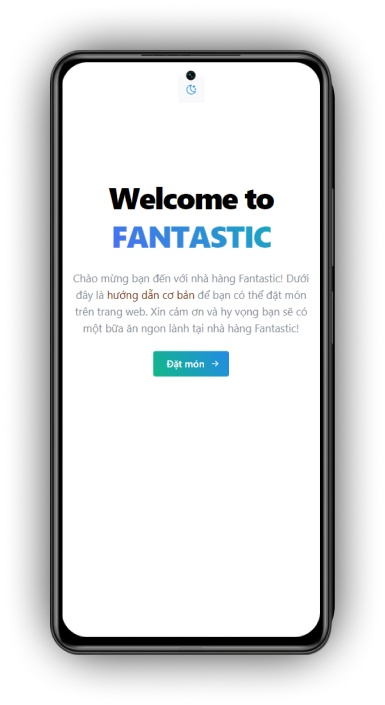 Welcome to
FANTASTIC
Chào mừng bạn đến với nhà hàng Fantastic! Dưới
đây là hướng dẫn cơ bản để bạn có thể đặt món
trên trang web. Xin cảm ơn và hy vọng bạn sẽ có
một bữa ăn ngon lành tại nhà hàng Fantastic!
Đặt món →